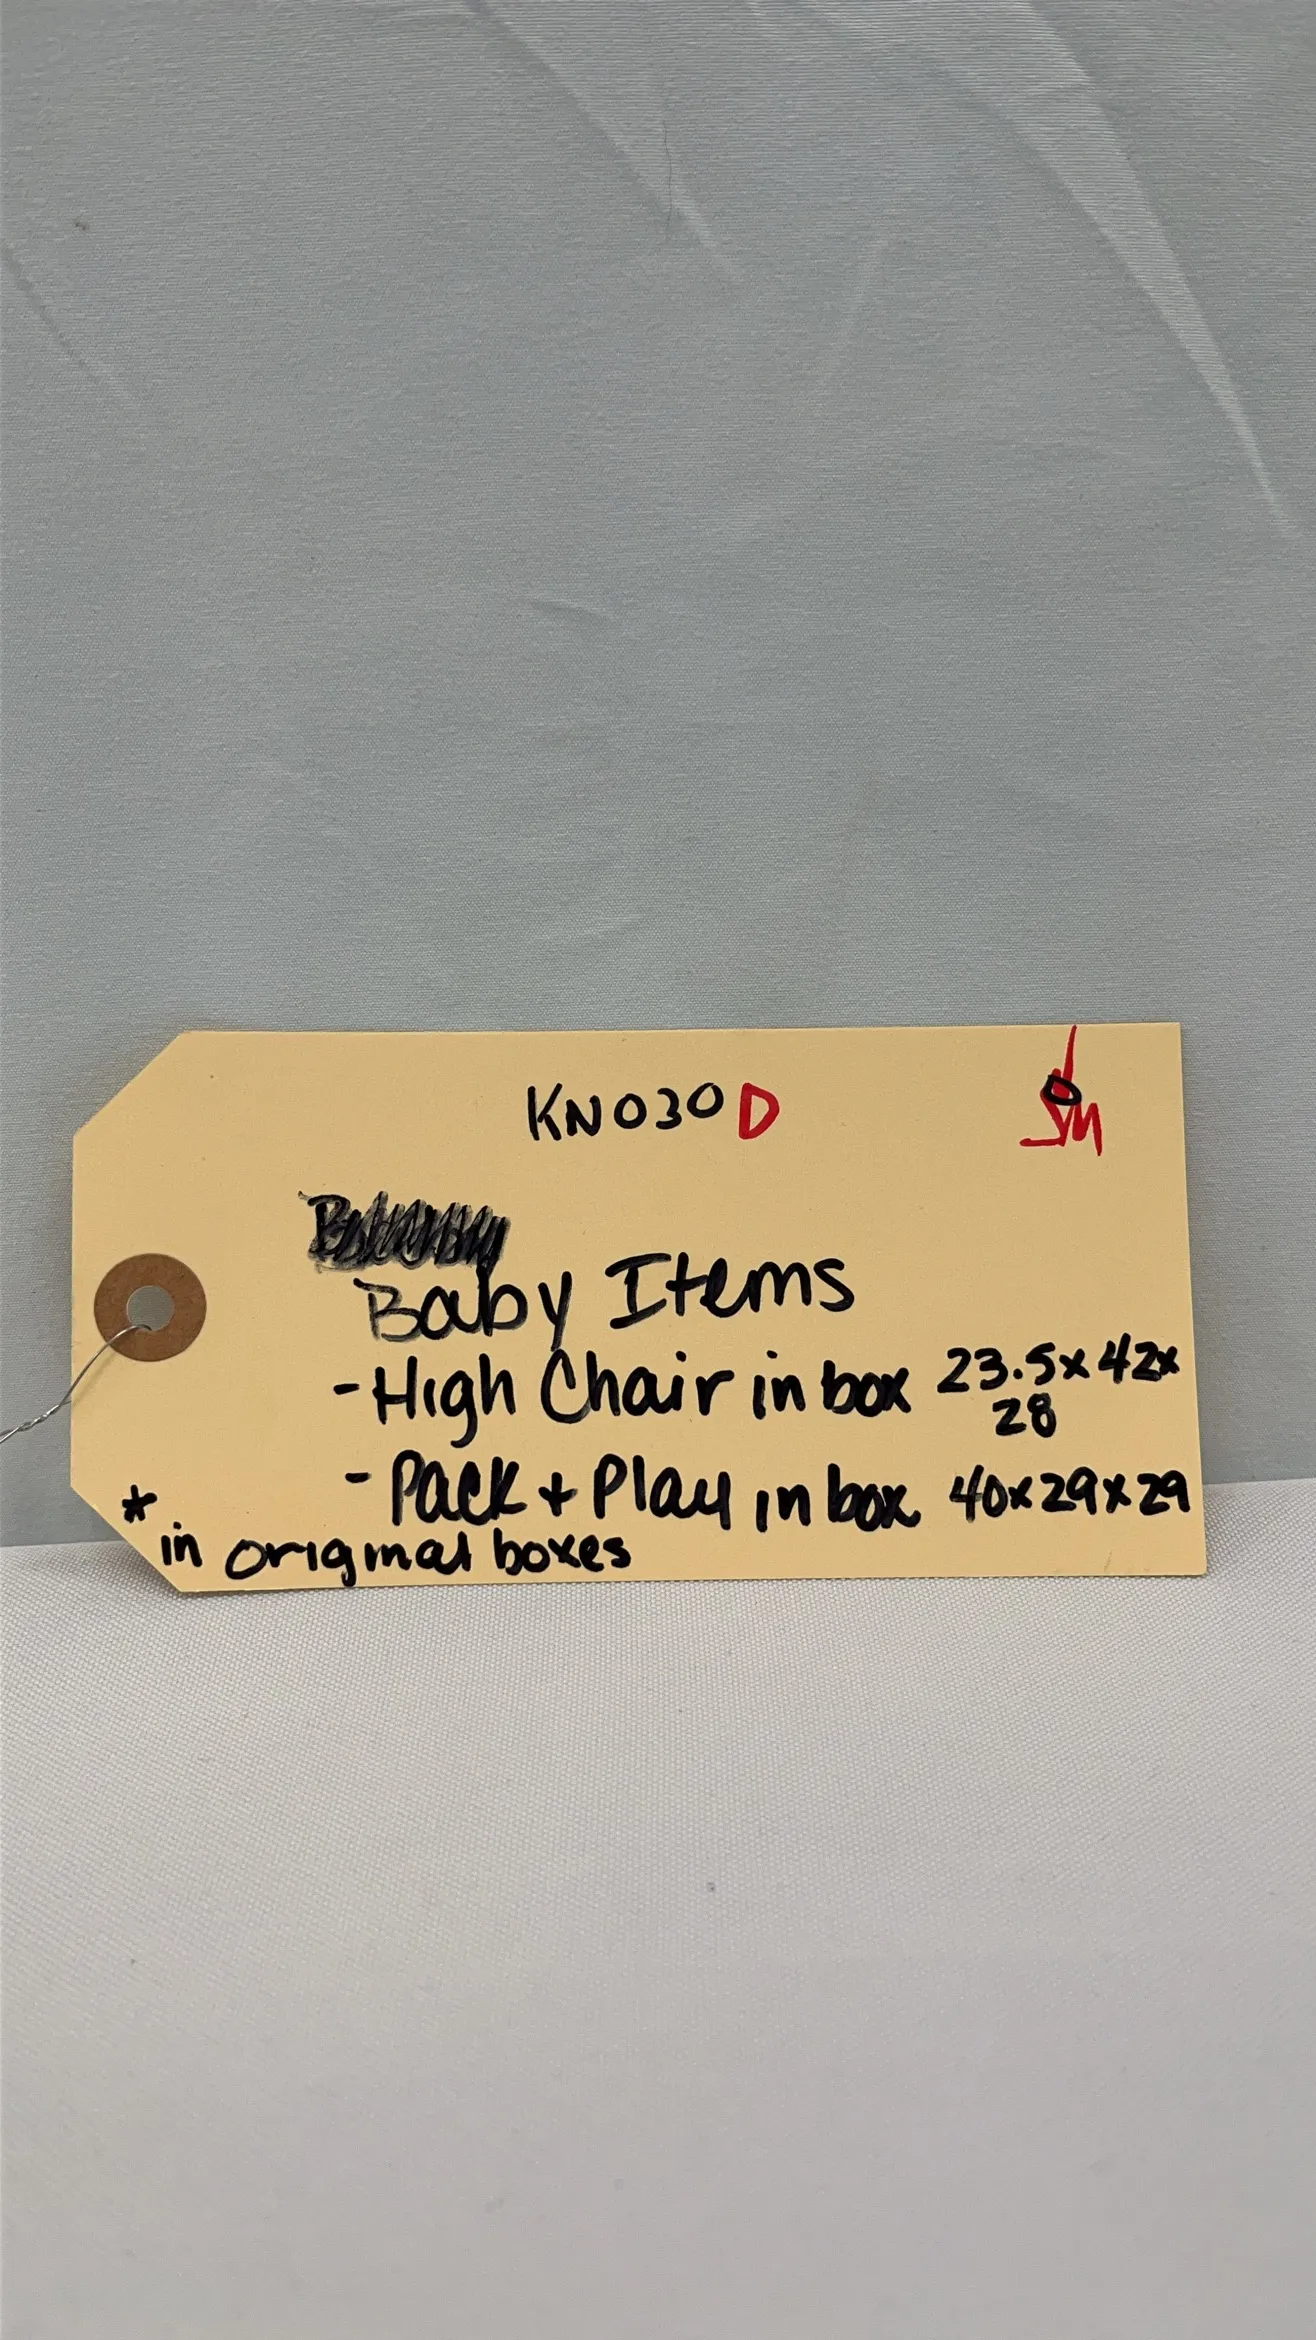 KN030D
Baby Items
- High Chair in box 23.5x42x
28
- Pack + Play in box 40x29x29
*
in original boxes